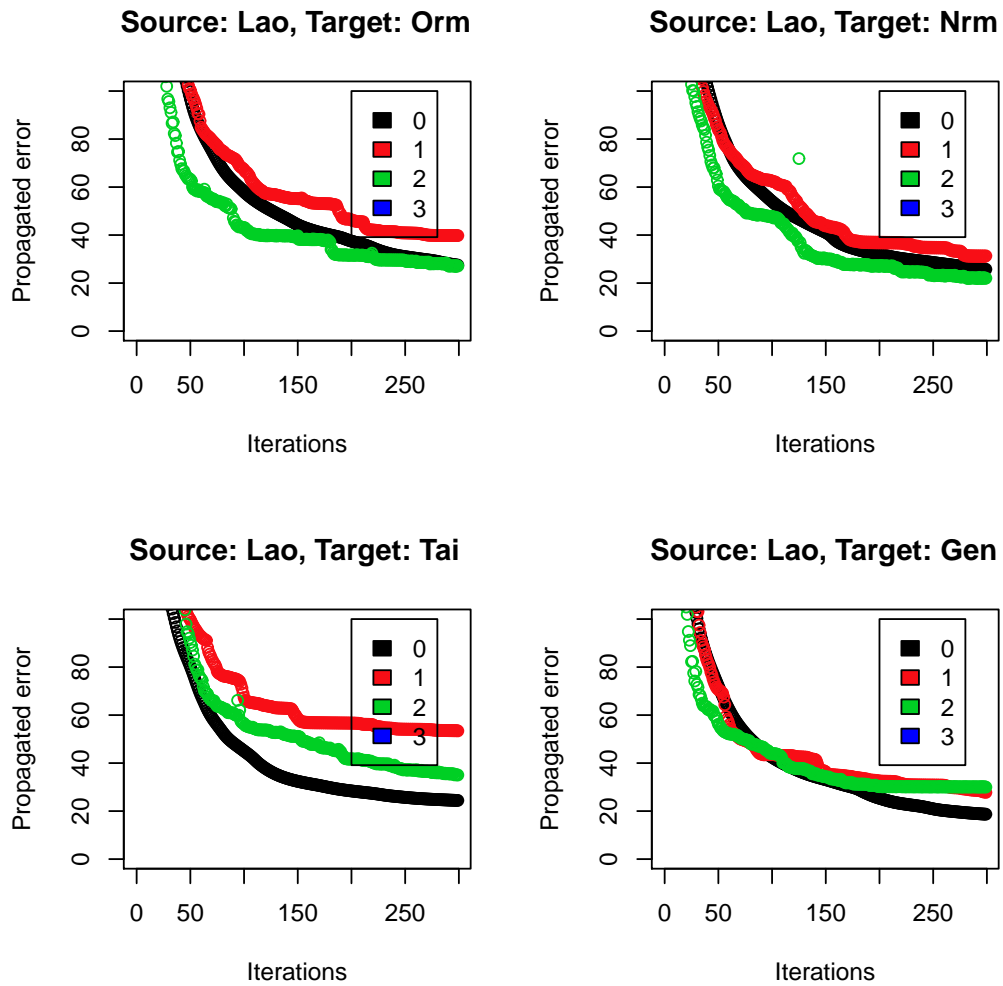 Source: Lao, Target: Orm
Propagated error
0 20 40 60 80
0
1
2
3
0 50 150 250
Iterations
Source: Lao, Target: Nrm
Propagated error
0 20 40 60 80
0
1
2
3
0 50 150 250
Iterations
Source: Lao, Target: Tai
Propagated error
0 20 40 60 80
0
1
2
3
0 50 150 250
Iterations
Source: Lao, Target: Gen
Propagated error
0 20 40 60 80
0
1
2
3
0 50 150 250
Iterations